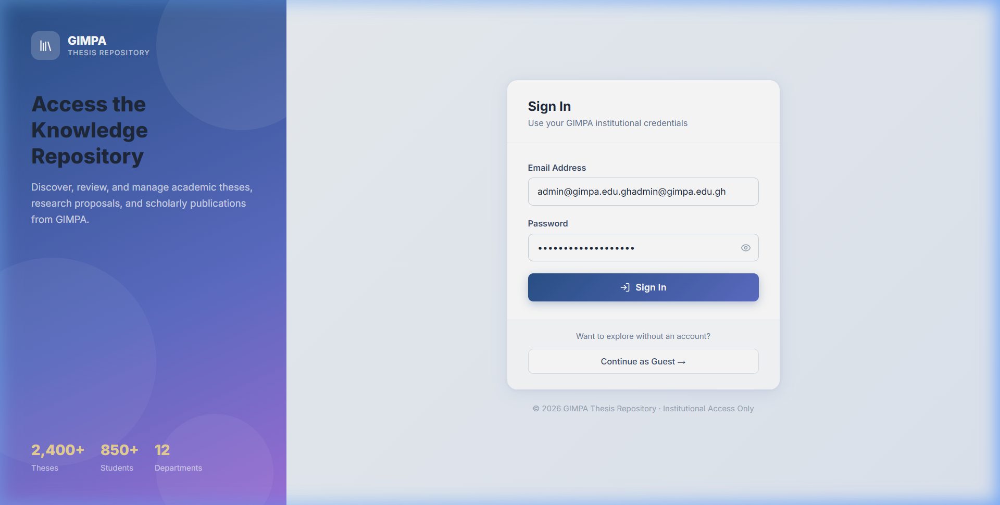 GIMPA
THESIS REPOSITORY
Access the
Knowledge
Repository
Discover, review, and manage academic theses,
research proposals, and scholarly publications
from GIMPA.
2,400+ 850+ 12
Theses Students Departments
Sign In
Use your GIMPA institutional credentials
Email Address
admin@gimpa.edu.ghadmin@gimpa.edu.gh
Password
•••••••••••••••••••
Sign In
Want to explore without an account?
Continue as Guest →
© 2026 GIMPA Thesis Repository · Institutional Access Only